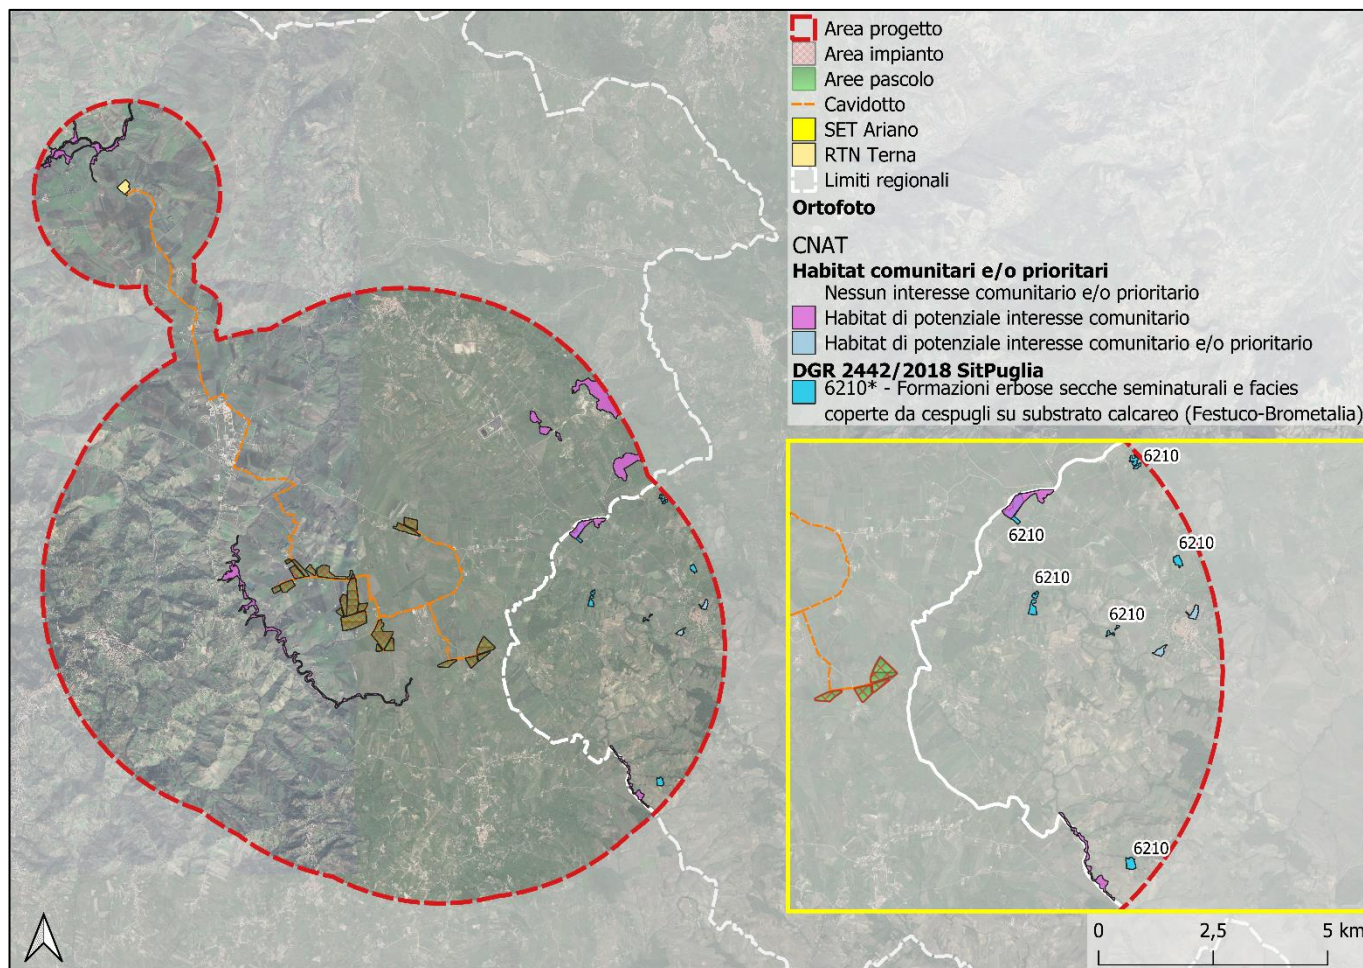 Area progetto
Area impianto
Aree pascolo
Cavidotto
SET Ariano
RTN Terna
Limiti regionali
Ortofoto
CNAT
Habitat comunitari e/o prioritari
Nessun interesse comunitario e/o prioritario
Habitat di potenziale interesse comunitario
Habitat di potenziale interesse comunitario e/o prioritario
DGR 2442/2018 SitPuglia
6210* - Formazioni erbose secche seminaturali e facies
coperte da cespugli su substrato calcareo (Festuco-Brometalia)
6210
6210
6210
6210
6210
6210
0 2,5 5 km